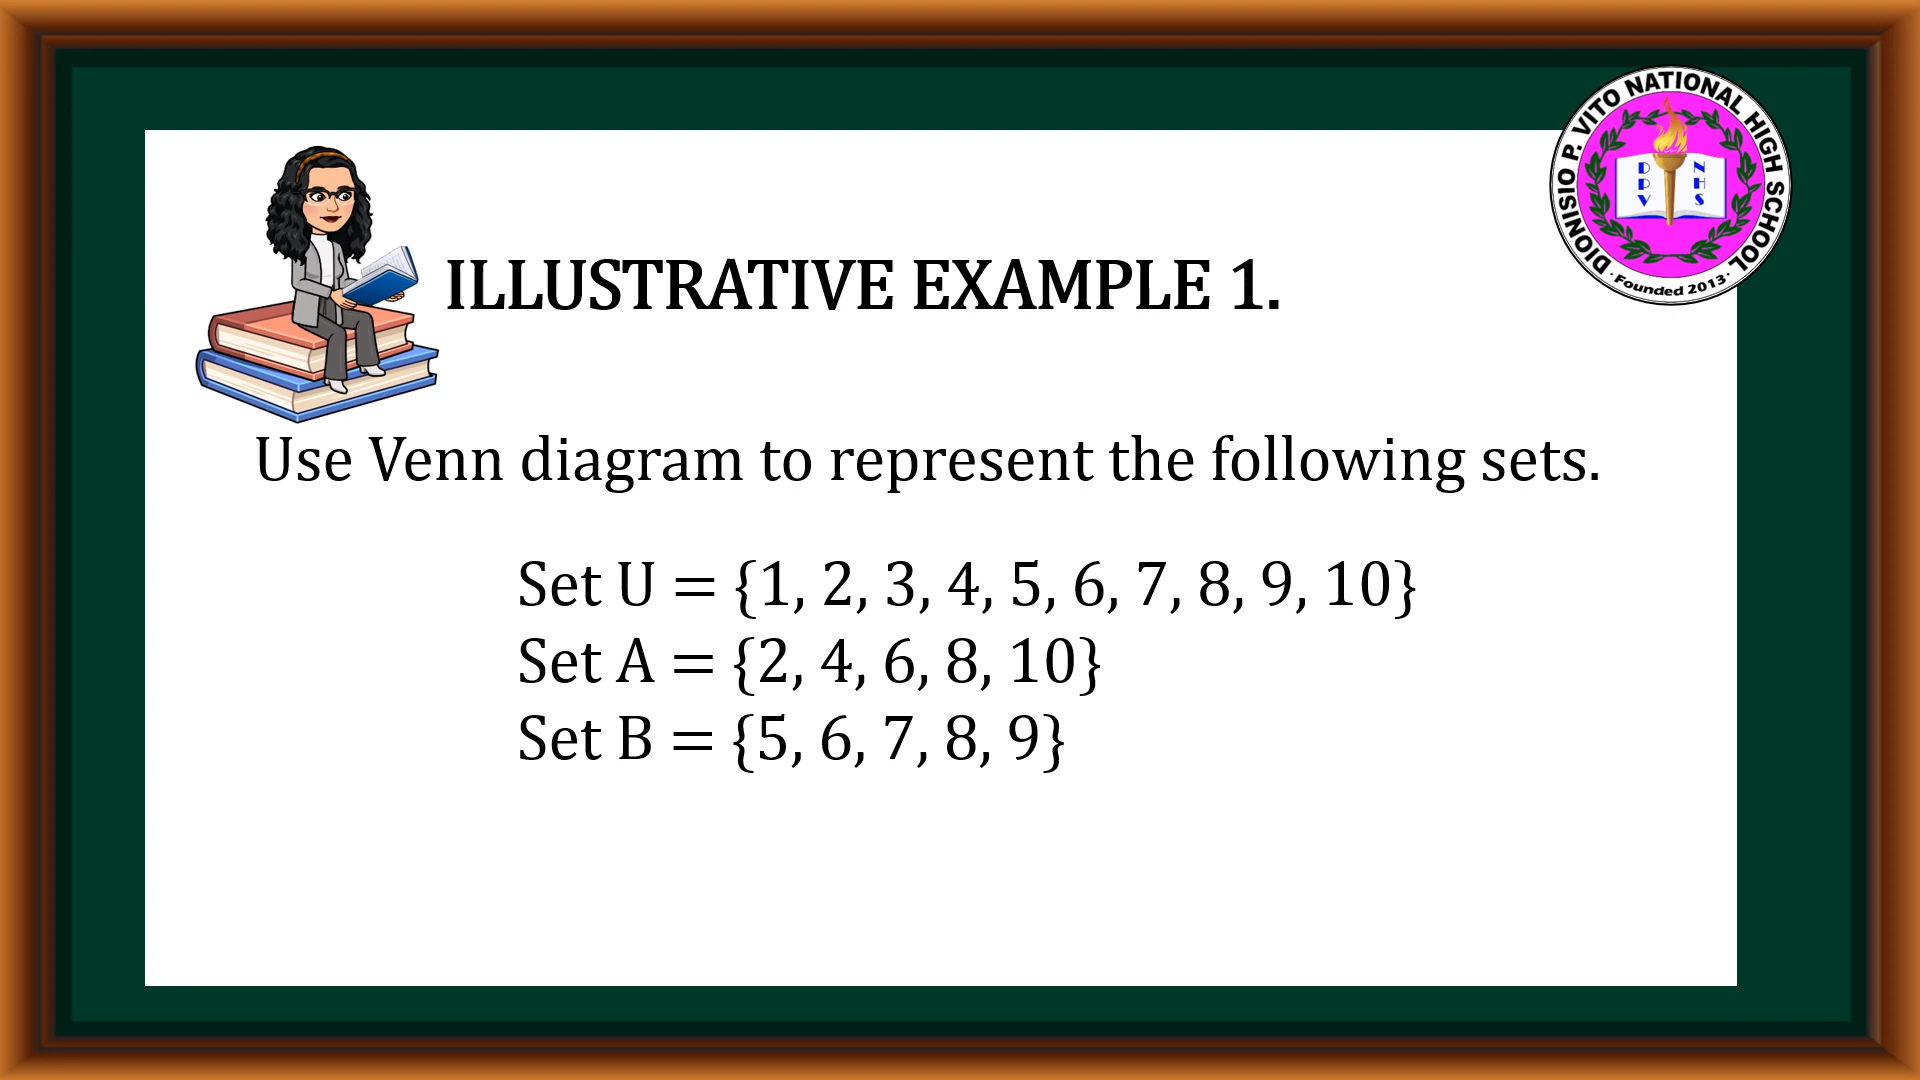 DIONISIO P. VITO NATIONAL HIGH SCHOOL
D P V
N H S
· Founded 2013 ·
ILLUSTRATIVE EXAMPLE 1.
Use Venn diagram to represent the following sets.
Set U = {1, 2, 3, 4, 5, 6, 7, 8, 9, 10}
Set A = {2, 4, 6, 8, 10}
Set B = {5, 6, 7, 8, 9}